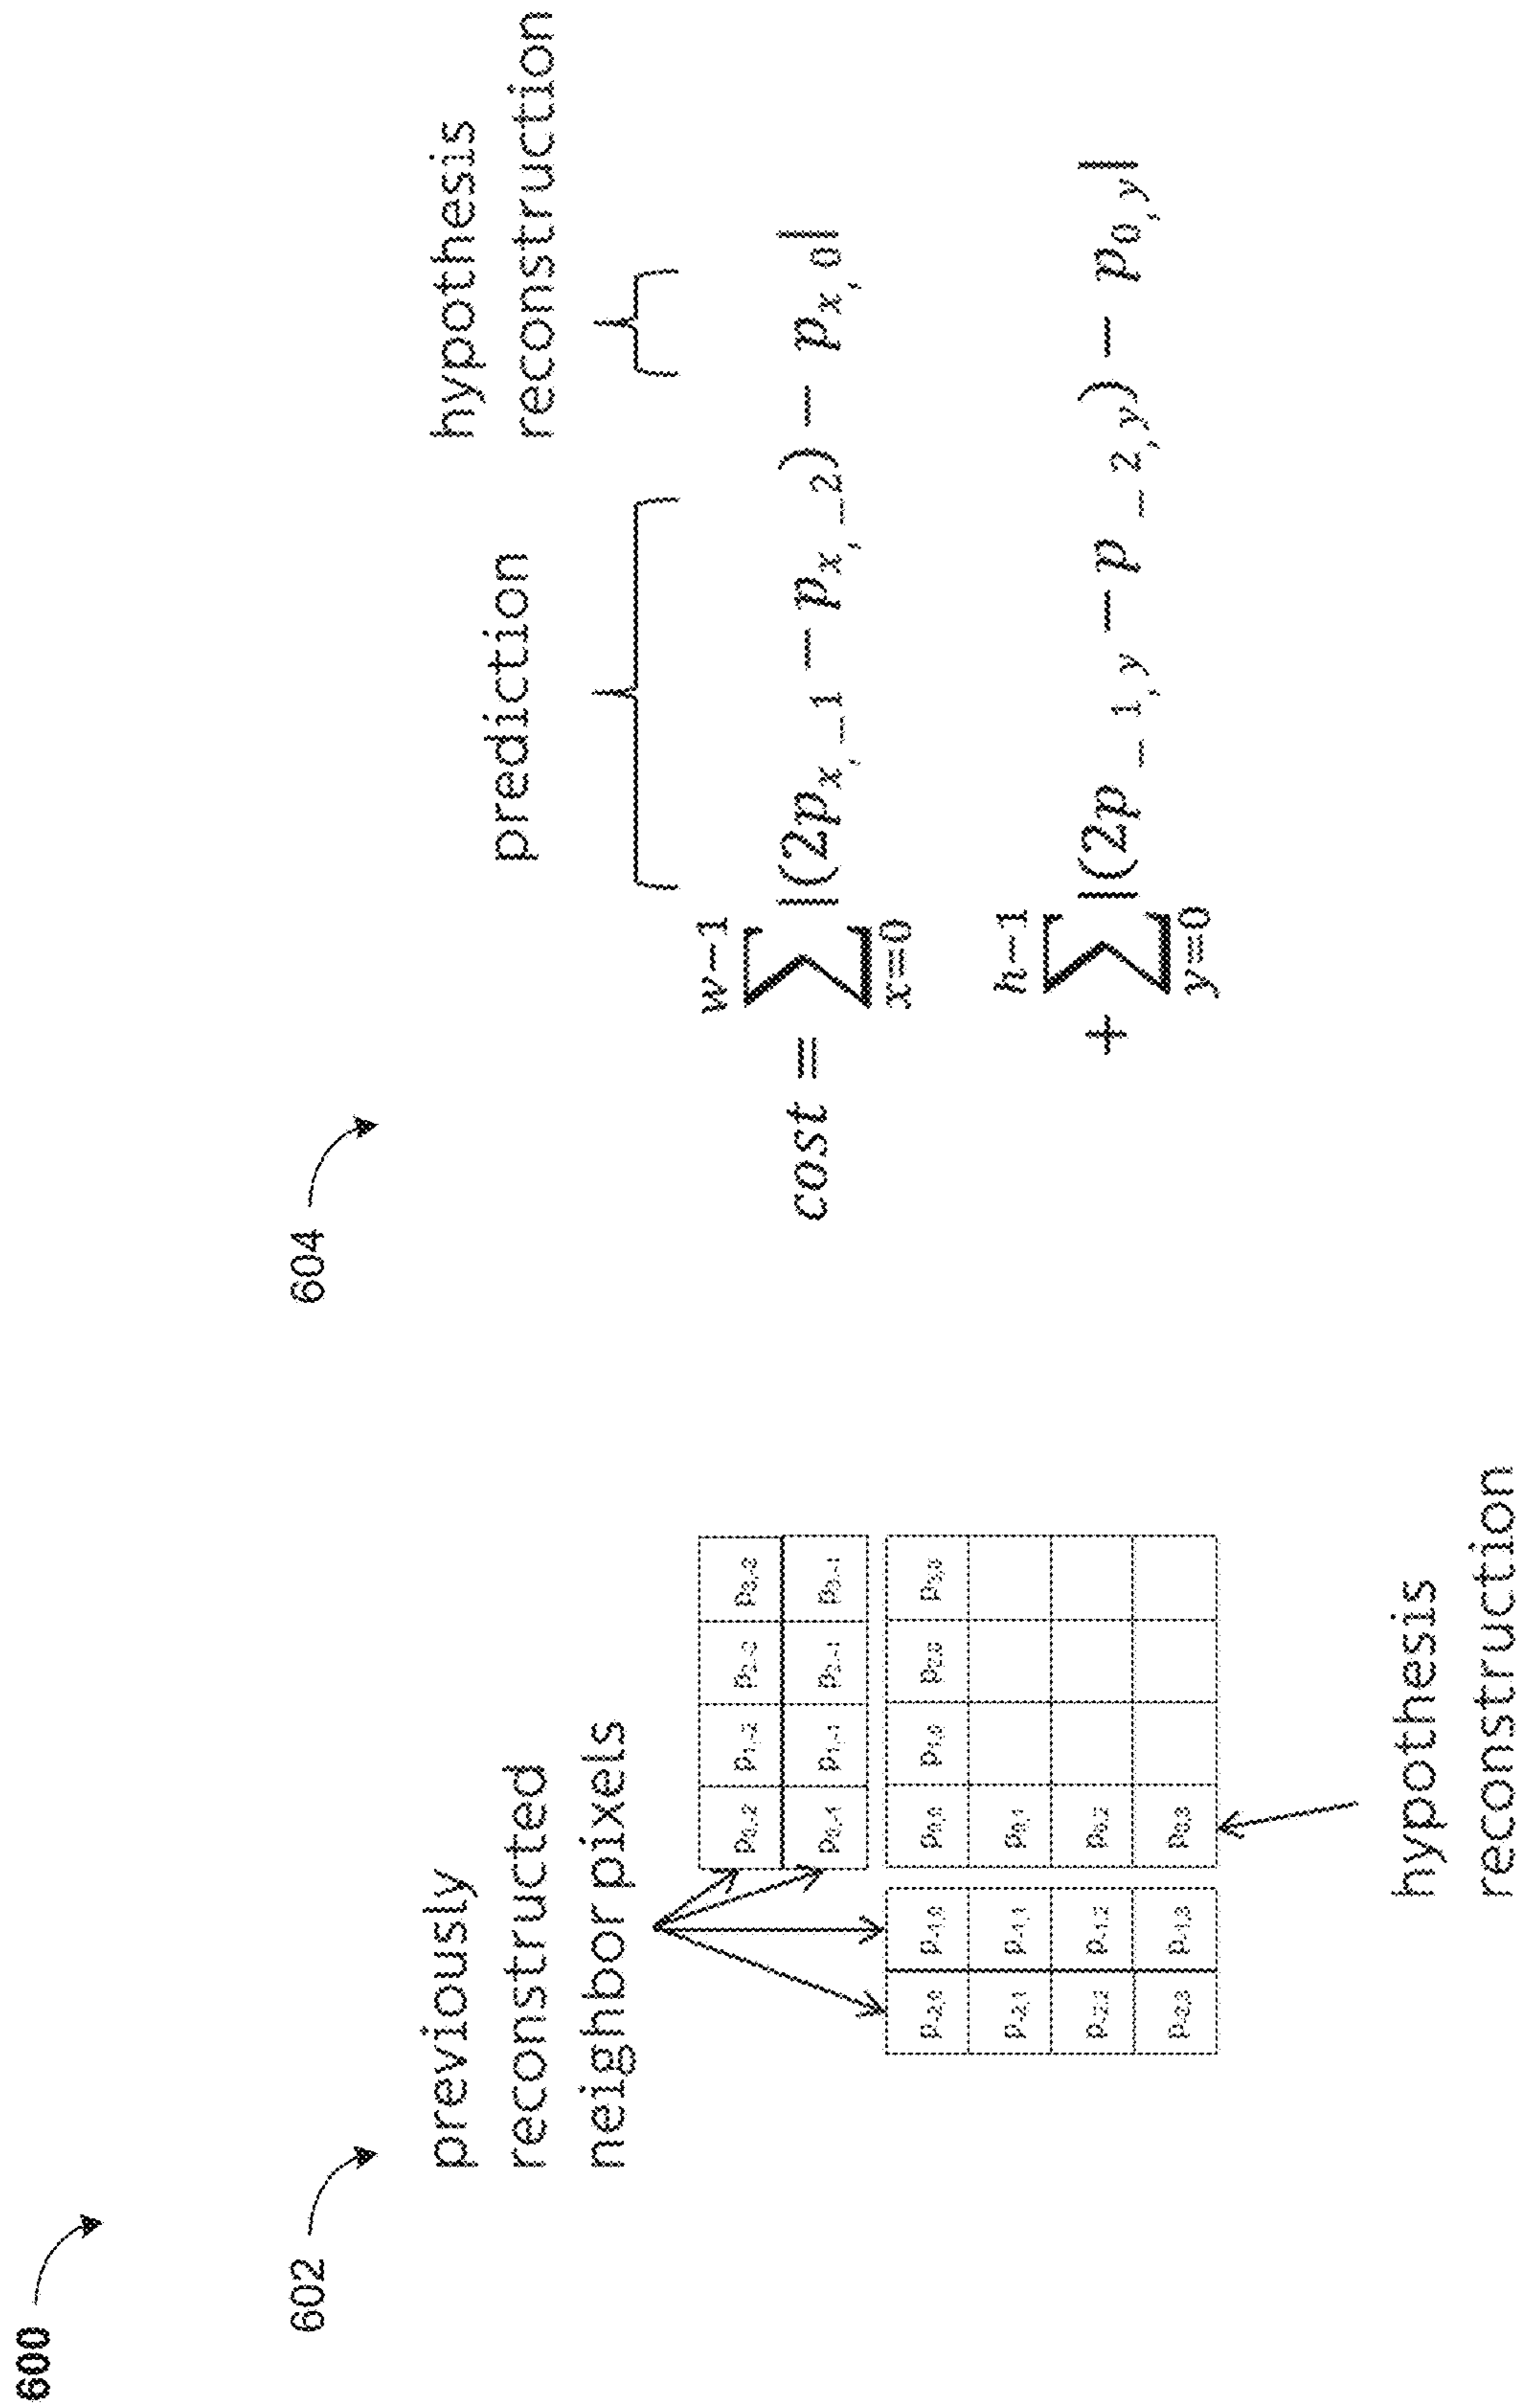 600
602
previously
reconstructed
neighbor pixels
p0,-2 p1,-2 p2,-2 p3,-2
p0,-1 p1,-1 p2,-1 p3,-1
p-2,0 p-1,0 p0,0 p1,0 p2,0 p3,0
p-2,1 p-1,1 p0,1
p-2,2 p-1,2 p0,2
p-2,3 p-1,3 p0,3
hypothesis
reconstruction
604
prediction
hypothesis
reconstruction
cost = ∑_{x=0}^{w−1} |(2p_{x,−1} − p_{x,−2}) − p_{x,0}|
+ ∑_{y=0}^{h−1} |(2p_{−1,y} − p_{−2,y}) − p_{0,y}|